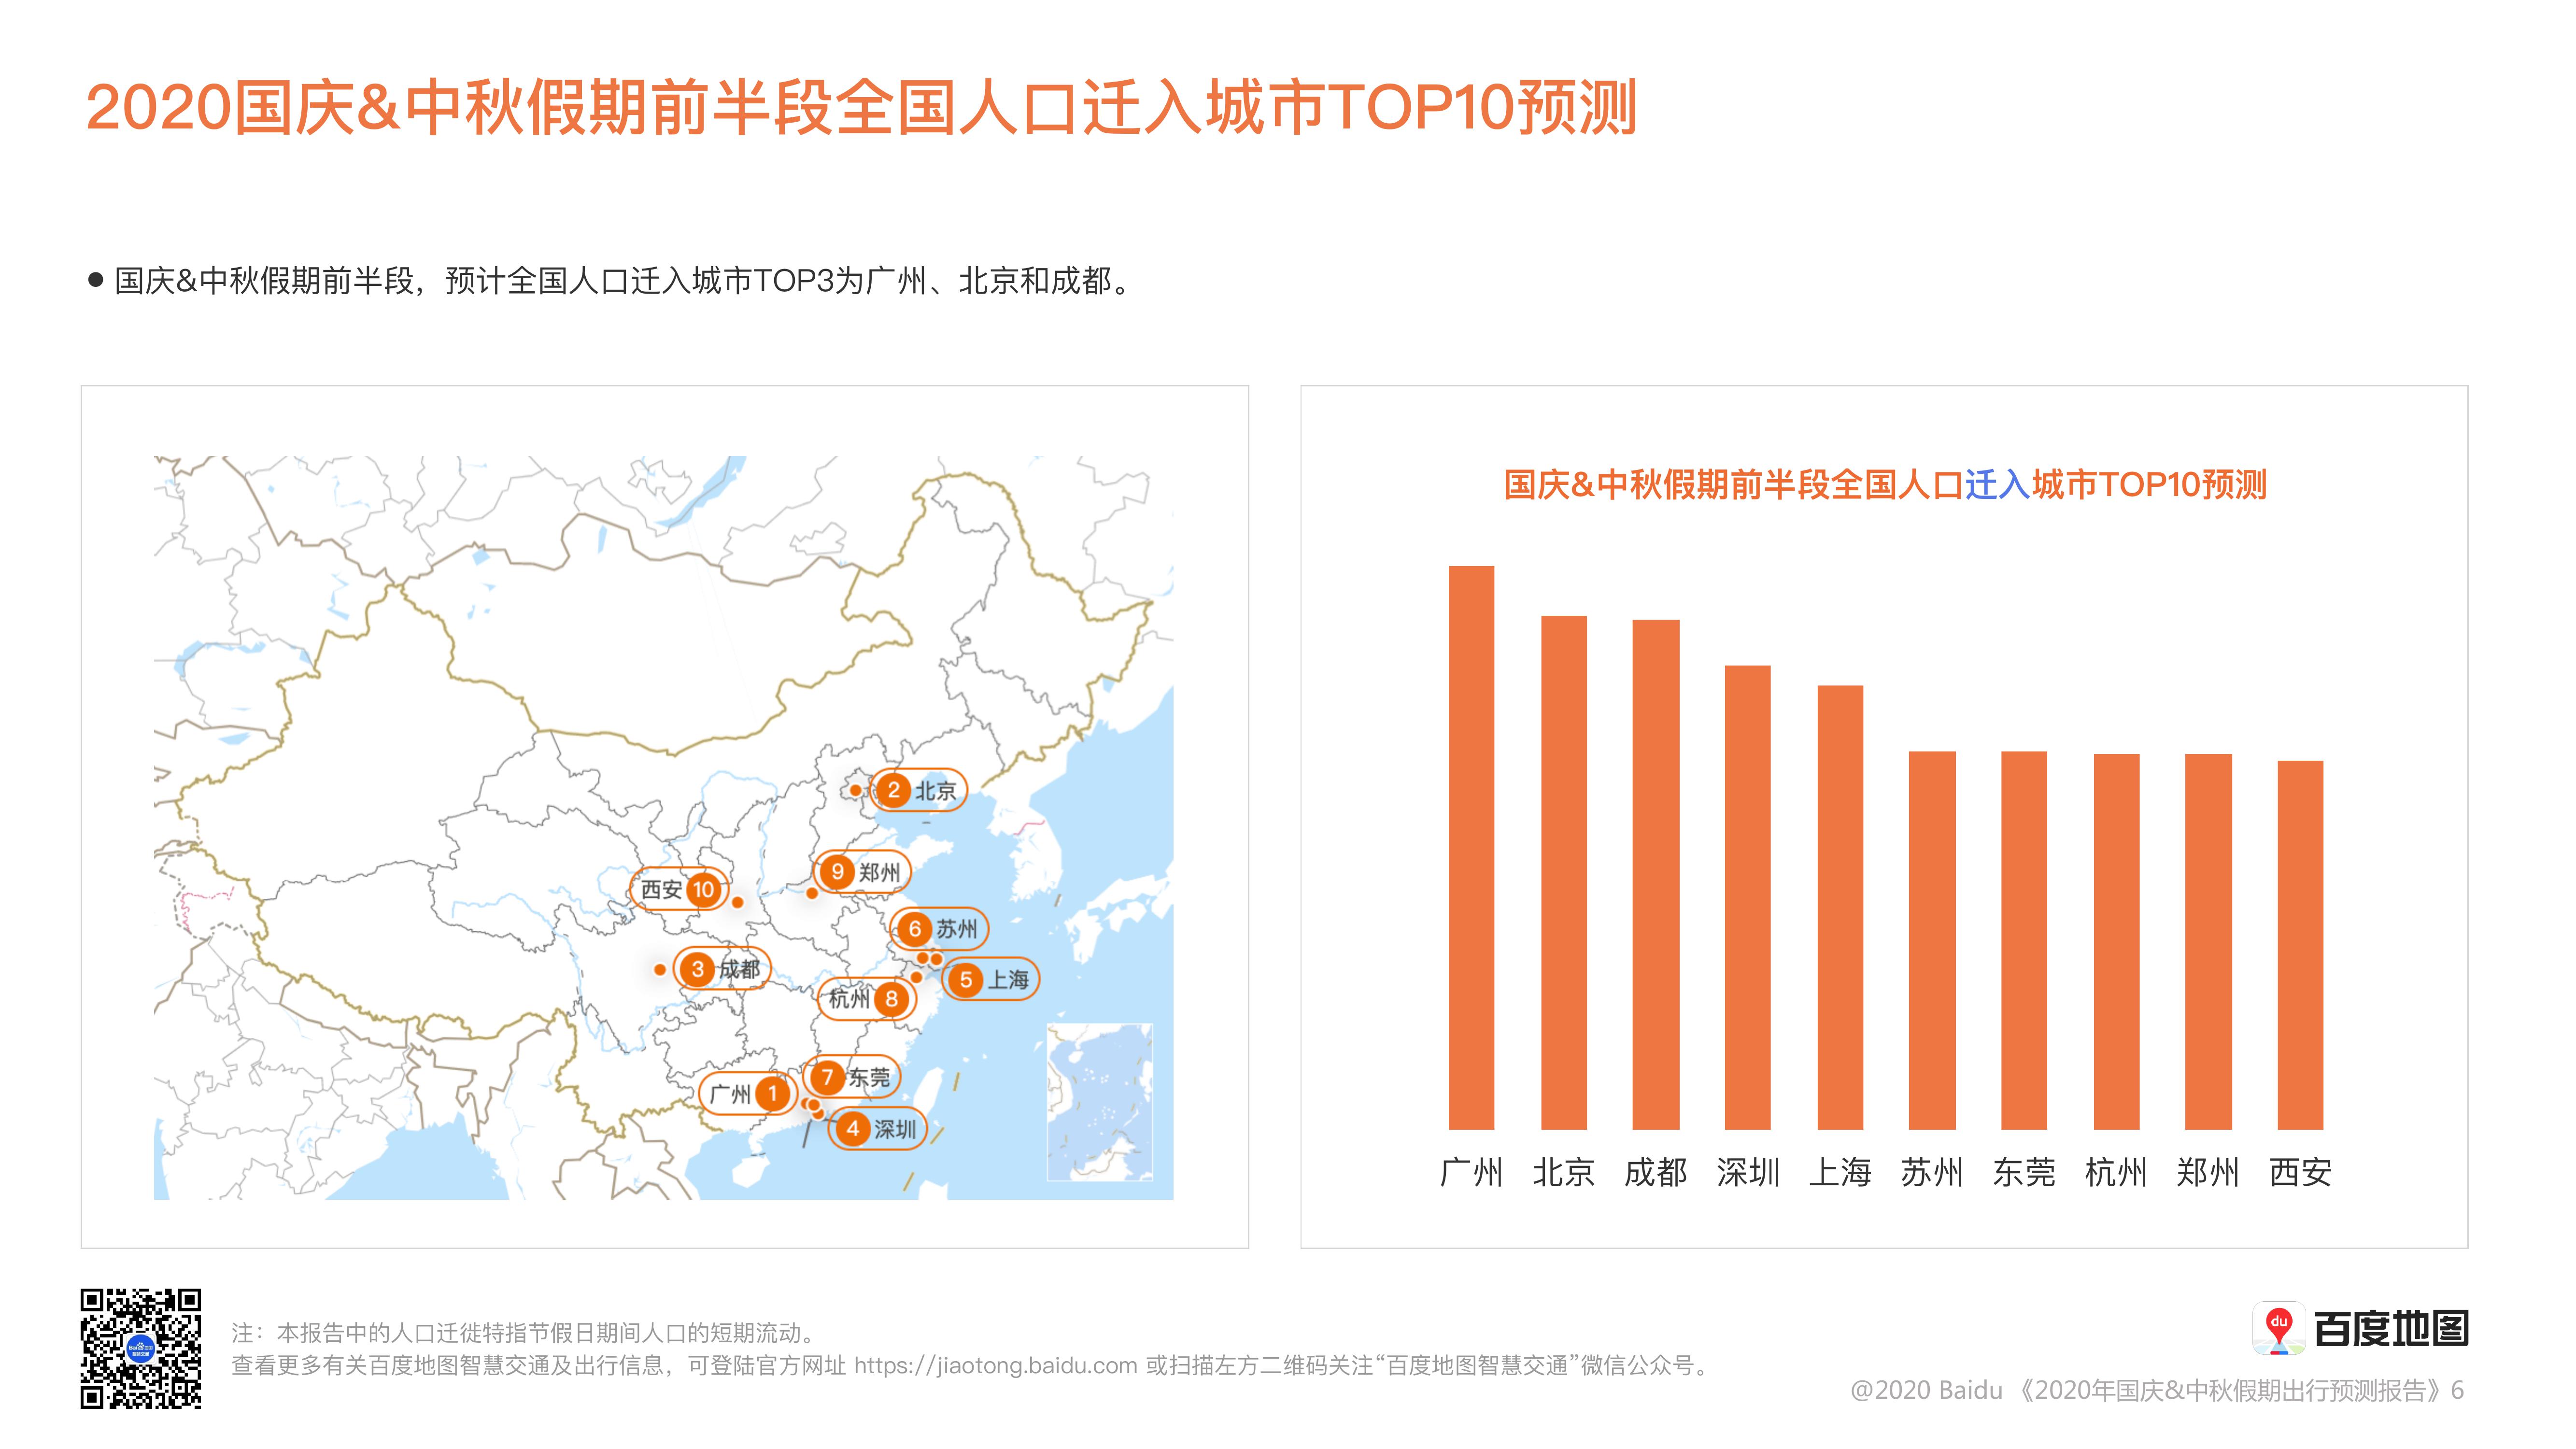 2020国庆&中秋假期前半段全国人口迁入城市TOP10预测
● 国庆&中秋假期前半段，预计全国人口迁入城市TOP3为广州、北京和成都。
2 北京
9 郑州
西安 10
6 苏州
3 成都
5 上海
杭州 8
7 东莞
广州 1
4 深圳
国庆&中秋假期前半段全国人口迁入城市TOP10预测
广州 北京 成都 深圳 上海 苏州 东莞 杭州 郑州 西安
注：本报告中的人口迁徙特指节假日期间人口的短期流动。
查看更多有关百度地图智慧交通及出行信息，可登陆官方网址 https://jiaotong.baidu.com 或扫描左方二维码关注“百度地图智慧交通”微信公众号。
du 百度地图
@2020 Baidu 《2020年国庆&中秋假期出行预测报告》6